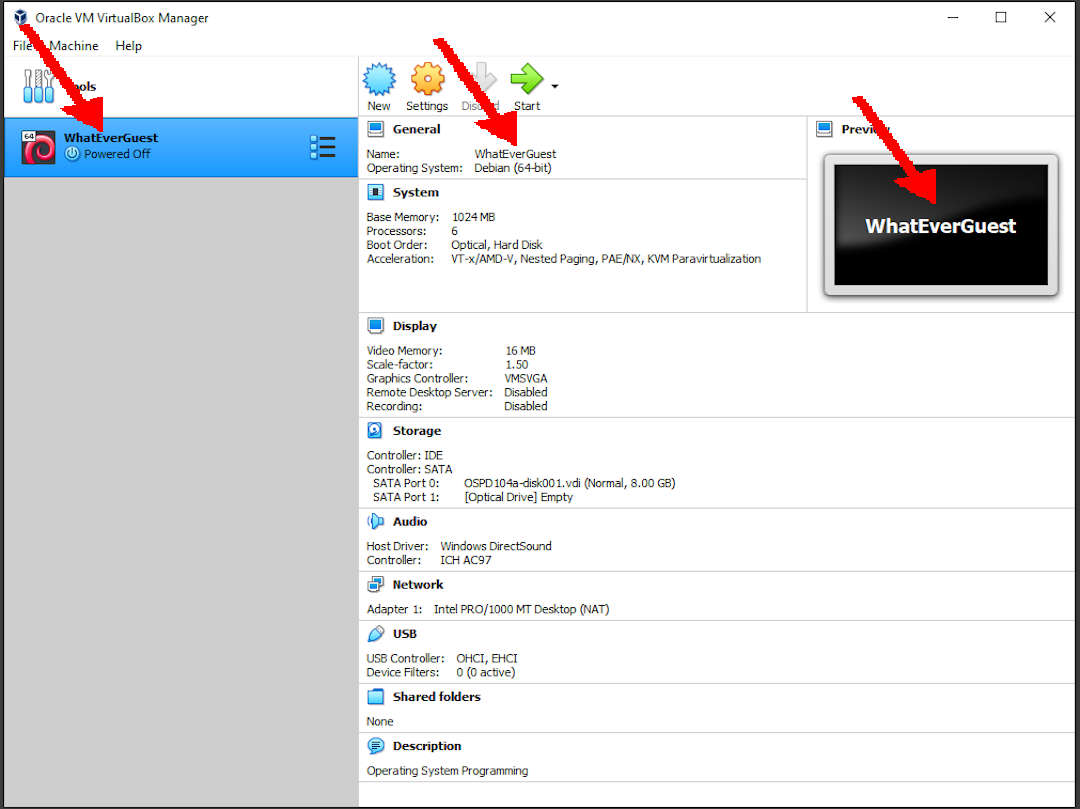 Oracle VM VirtualBox Manager
File Machine Help
New Settings Start
64
WhatEverGuest
Powered Off
General
Name: WhatEverGuest
Operating System: Debian (64-bit)
Preview
WhatEverGuest
System
Base Memory: 1024 MB
Processors: 6
Boot Order: Optical, Hard Disk
Acceleration: VT-x/AMD-V, Nested Paging, PAE/NX, KVM Paravirtualization
Display
Video Memory: 16 MB
Scale-factor: 1.50
Graphics Controller: VMSVGA
Remote Desktop Server: Disabled
Recording: Disabled
Storage
Controller: IDE
Controller: SATA
SATA Port 0: OSPD104a-disk001.vdi (Normal, 8.00 GB)
SATA Port 1: [Optical Drive] Empty
Audio
Host Driver: Windows DirectSound
Controller: ICH AC97
Network
Adapter 1: Intel PRO/1000 MT Desktop (NAT)
USB
USB Controller: OHCI, EHCI
Device Filters: 0 (0 active)
Shared folders
None
Description
Operating System Programming